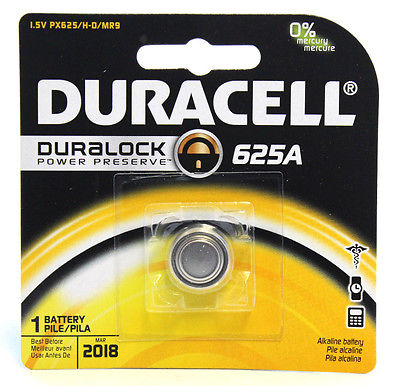 1.5V PX625/H-D/MR9
0%
mercury
mercure
DURACELL®
DURALOCK
POWER PRESERVE™
625A
1 BATTERY
PILE/PILA
Best Before
Meilleur avant
Usar Antes De
MAR
2018
Alkaline battery
Pile alcaline
Pila alcalina